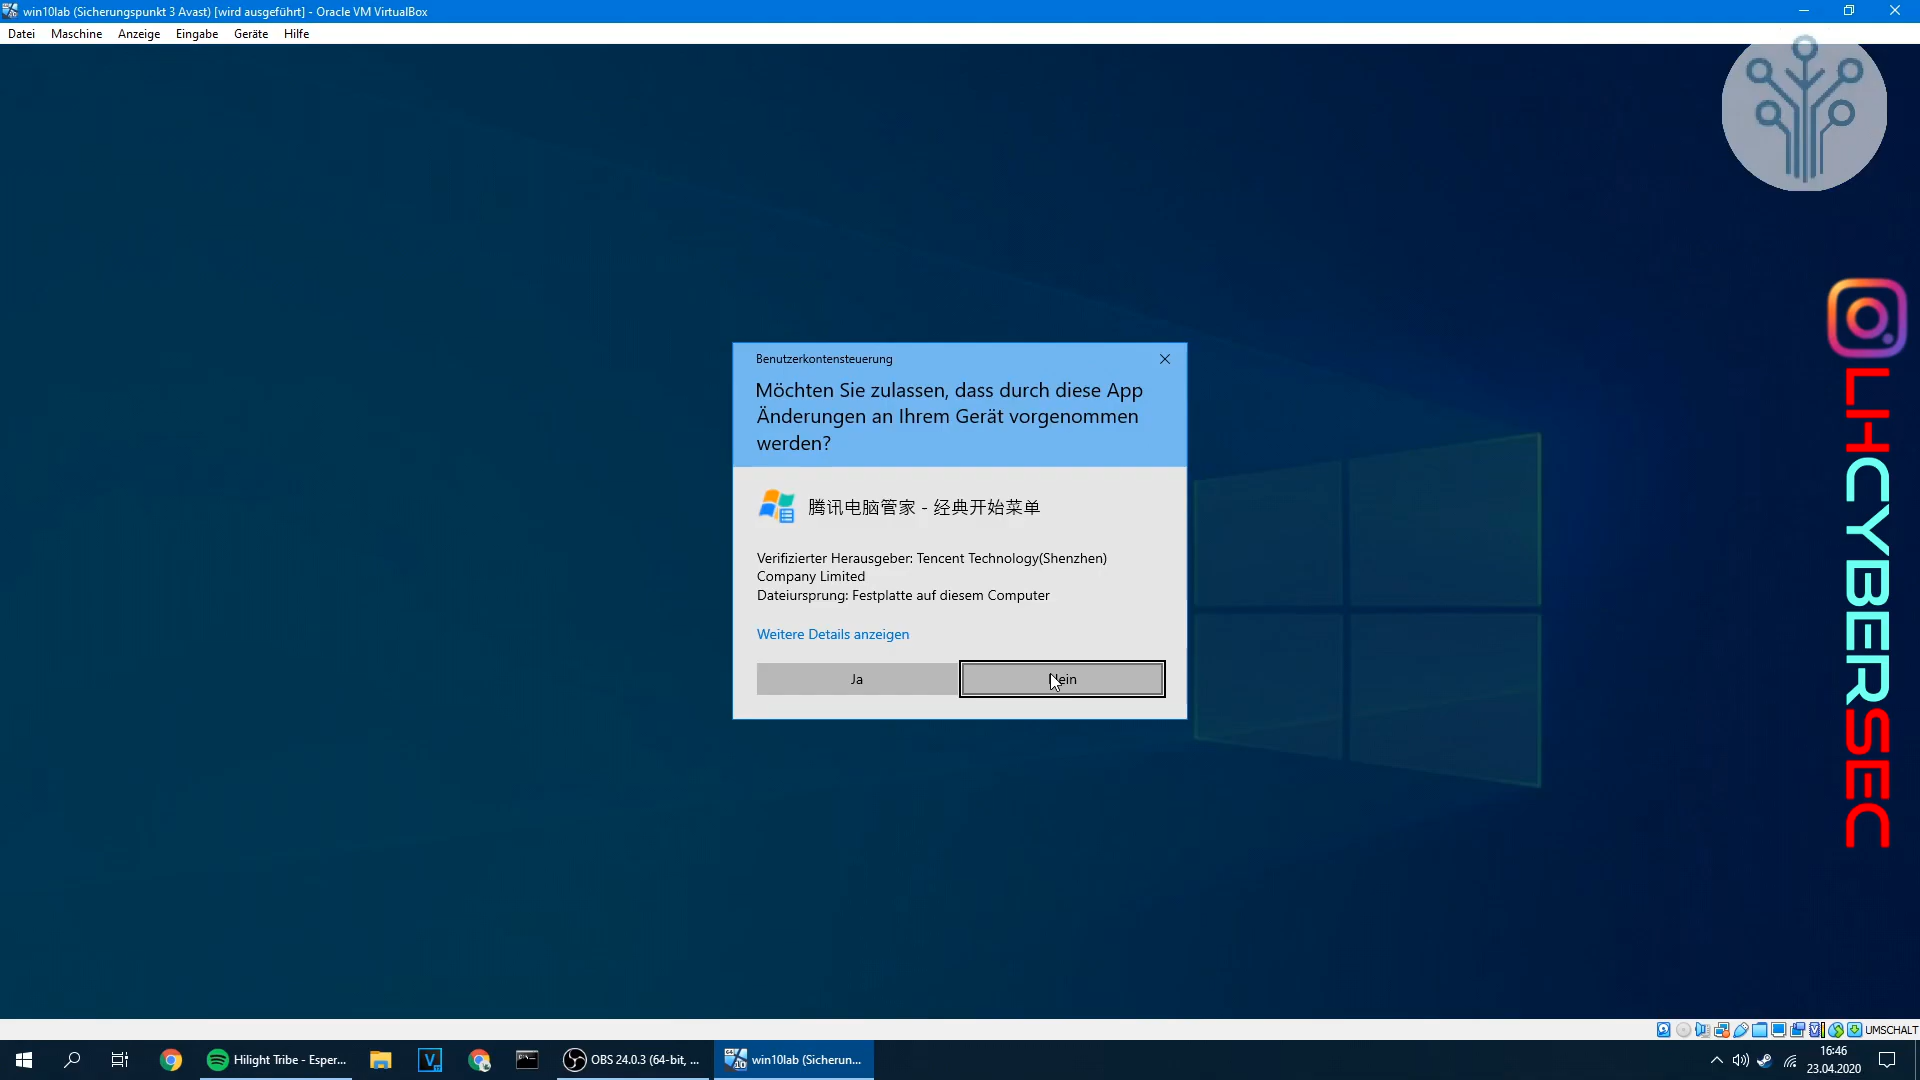 win10lab (Sicherungspunkt 3 Avast) [wird ausgeführt] - Oracle VM VirtualBox
Datei Maschine Anzeige Eingabe Geräte Hilfe
LHCYBERSEC
Benutzerkontensteuerung
Möchten Sie zulassen, dass durch diese App
Änderungen an Ihrem Gerät vorgenommen
werden?
腾讯电脑管家 - 经典开始菜单
Verifizierter Herausgeber: Tencent Technology(Shenzhen)
Company Limited
Dateiursprung: Festplatte auf diesem Computer
Weitere Details anzeigen
Ja Nein
UMSCHALT
Hilight Tribe - Esper... OBS 24.0.3 (64-bit, ... win10lab (Sicherun...
16:46
23.04.2020